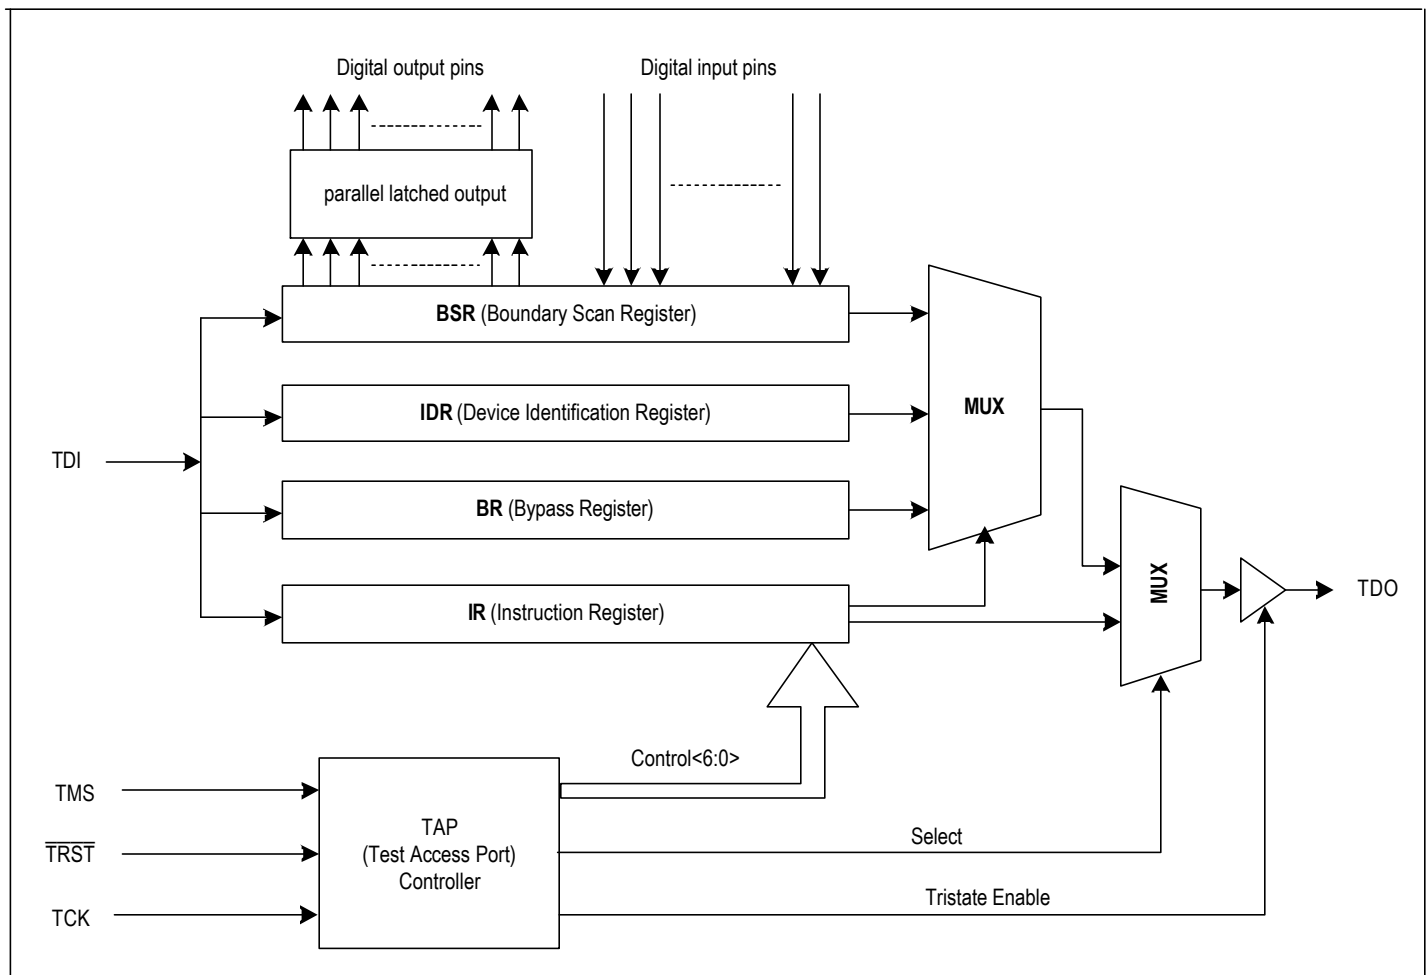 Digital output pins
Digital input pins
parallel latched output
BSR (Boundary Scan Register)
IDR (Device Identification Register)
MUX
TDI
BR (Bypass Register)
MUX
TDO
IR (Instruction Register)
Control<6:0>
TMS
TRST
TCK
TAP
(Test Access Port)
Controller
Select
Tristate Enable